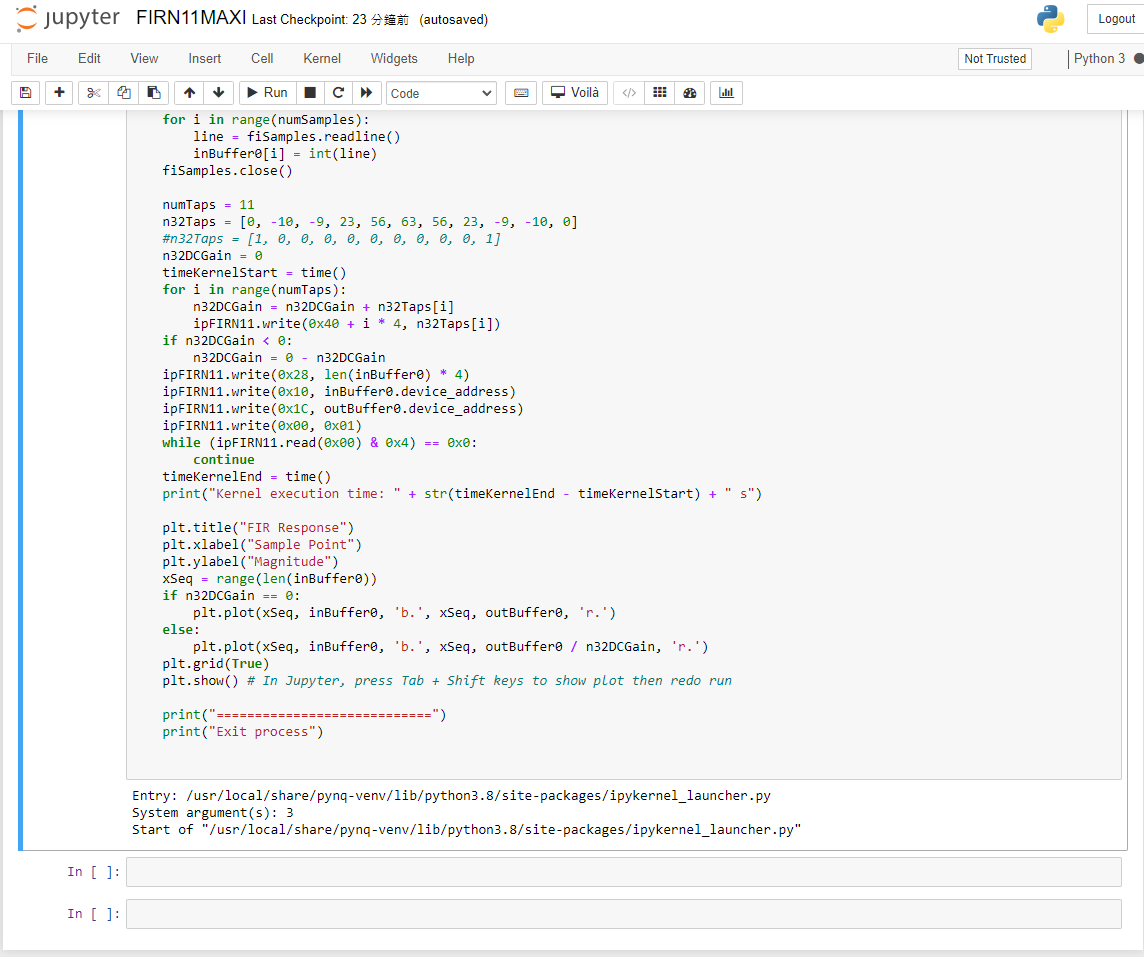 jupyter FIRN11MAXI Last Checkpoint: 23 分鐘前 (autosaved)
Logout
File Edit View Insert Cell Kernel Widgets Help
Not Trusted
Python 3
Run Code Voilà
for i in range(numSamples):
    line = fiSamples.readline()
    inBuffer0[i] = int(line)
fiSamples.close()
numTaps = 11
n32Taps = [0, -10, -9, 23, 56, 63, 56, 23, -9, -10, 0]
#n32Taps = [1, 0, 0, 0, 0, 0, 0, 0, 0, 0, 1]
n32DCGain = 0
timeKernelStart = time()
for i in range(numTaps):
    n32DCGain = n32DCGain + n32Taps[i]
    ipFIRN11.write(0x40 + i * 4, n32Taps[i])
if n32DCGain < 0:
    n32DCGain = 0 - n32DCGain
ipFIRN11.write(0x28, len(inBuffer0) * 4)
ipFIRN11.write(0x10, inBuffer0.device_address)
ipFIRN11.write(0x1C, outBuffer0.device_address)
ipFIRN11.write(0x00, 0x01)
while (ipFIRN11.read(0x00) & 0x4) == 0x0:
    continue
timeKernelEnd = time()
print("Kernel execution time: " + str(timeKernelEnd - timeKernelStart) + " s")
plt.title("FIR Response")
plt.xlabel("Sample Point")
plt.ylabel("Magnitude")
xSeq = range(len(inBuffer0))
if n32DCGain == 0:
    plt.plot(xSeq, inBuffer0, 'b.', xSeq, outBuffer0, 'r.')
else:
    plt.plot(xSeq, inBuffer0, 'b.', xSeq, outBuffer0 / n32DCGain, 'r.')
plt.grid(True)
plt.show() # In Jupyter, press Tab + Shift keys to show plot then redo run
print("============================")
print("Exit process")
Entry: /usr/local/share/pynq-venv/lib/python3.8/site-packages/ipykernel_launcher.py
System argument(s): 3
Start of "/usr/local/share/pynq-venv/lib/python3.8/site-packages/ipykernel_launcher.py"
In [ ]:
In [ ]: